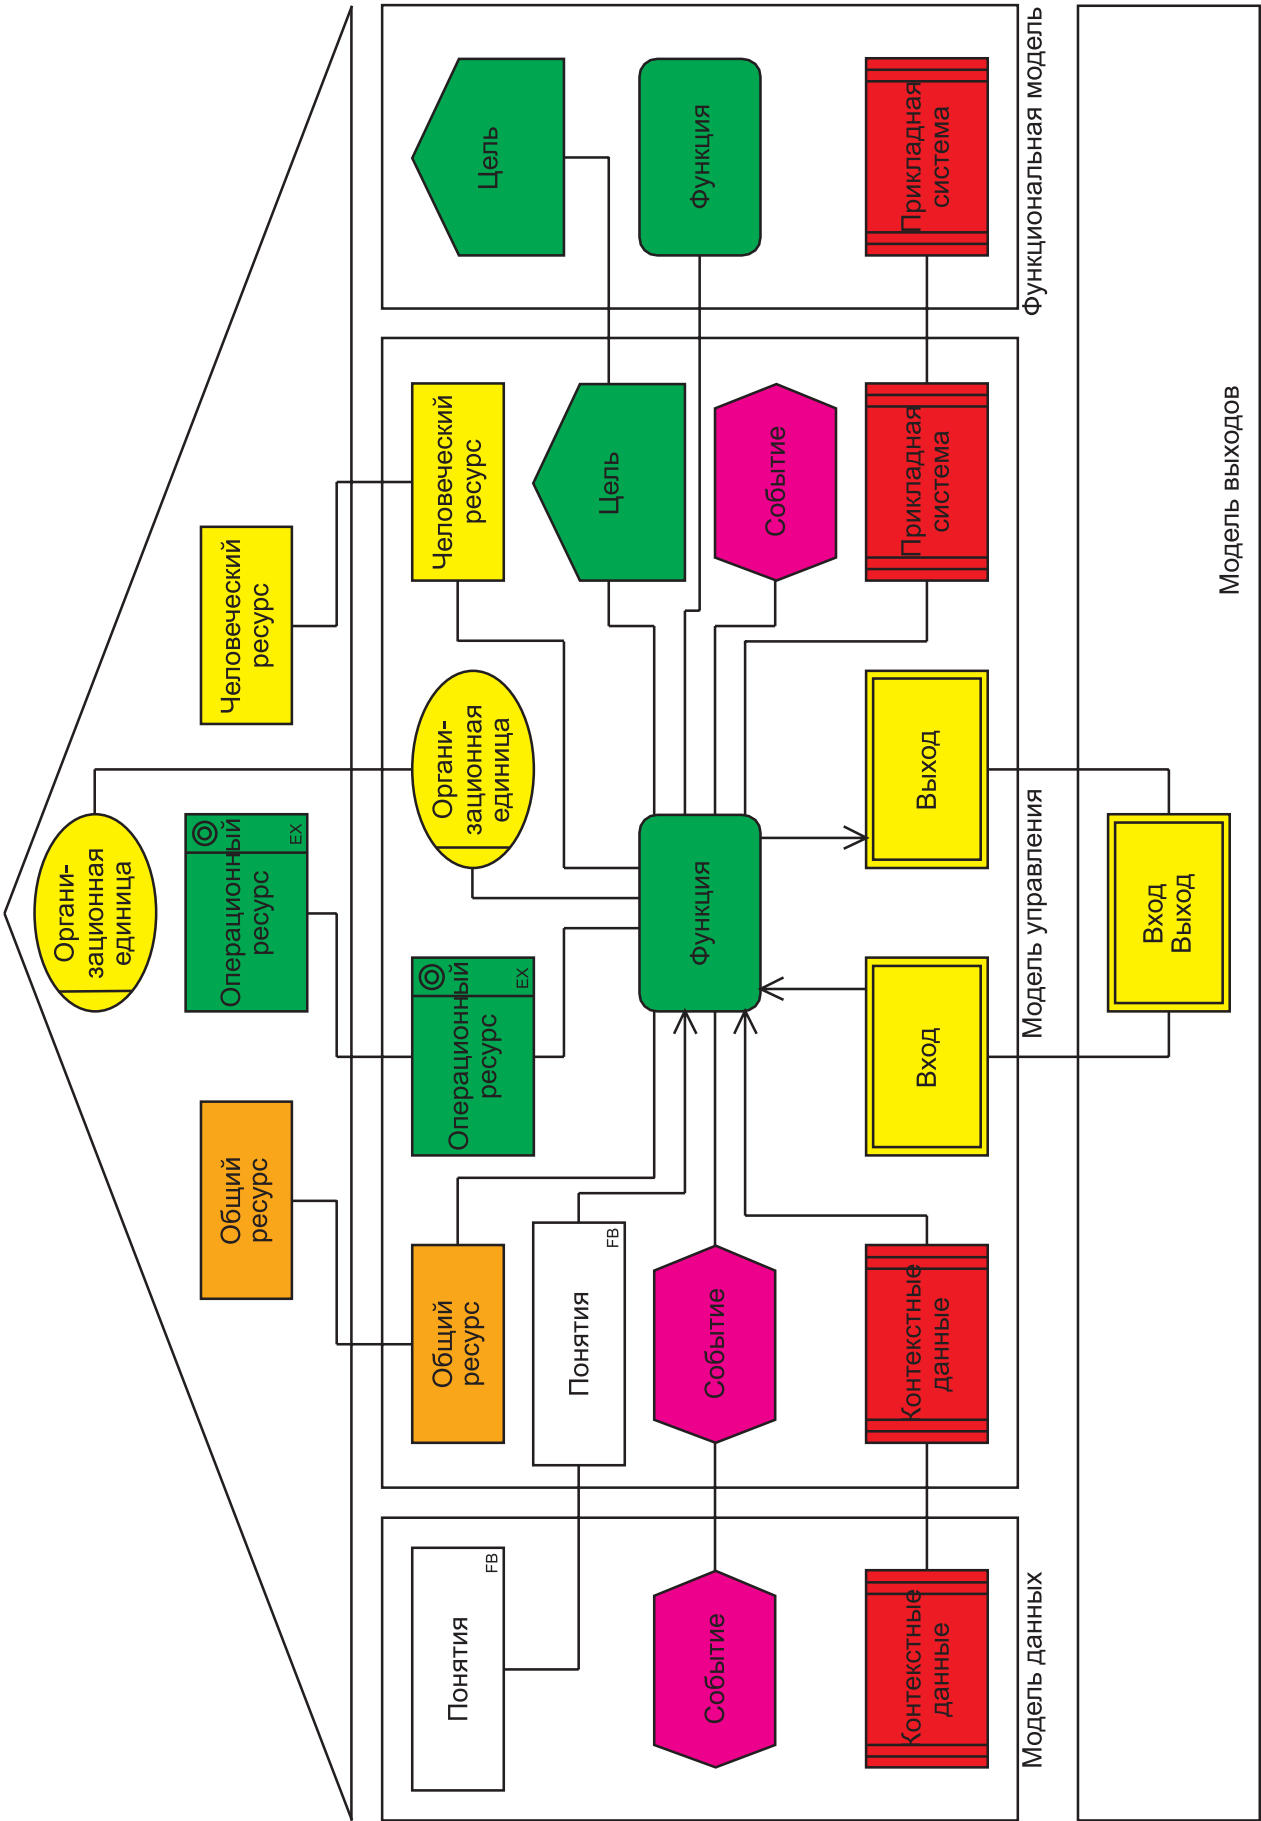 Органи-
зационная
единица
Общий
ресурс
Операционный
ресурс
EX
Человеческий
ресурс
Понятия
FB
Событие
Контекстные
данные
Модель данных
Общий
ресурс
Операционный
ресурс
EX
Органи-
зационная
единица
Человеческий
ресурс
Понятия
FB
Цель
Событие
Функция
Событие
Контекстные
данные
Вход
Выход
Прикладная
система
Модель управления
Цель
Функция
Прикладная
система
Функциональная модель
Вход
Выход
Модель выходов